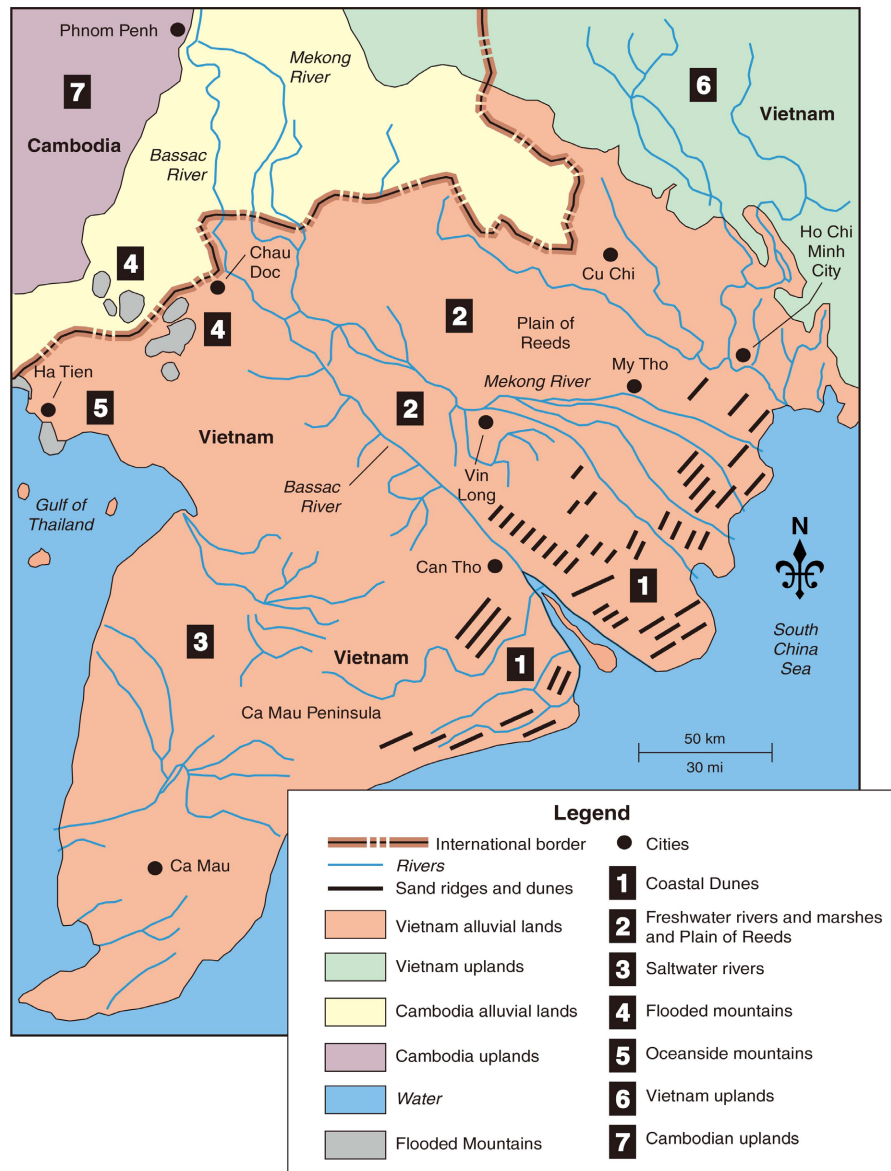 Phnom Penh
Mekong
River
6
7
Vietnam
Cambodia
Bassac
River
Ho Chi
Minh
City
4
Chau
Doc
Cu Chi
2
4
Plain of
Reeds
My Tho
Ha Tien
Mekong River
5
2
Vietnam
Vin
Long
Bassac
River
Gulf of
Thailand
N
Can Tho
1
3
South
China
Sea
Vietnam
1
Ca Mau Peninsula
50 km
30 mi
Ca Mau
Legend
International border
Rivers
Sand ridges and dunes
Vietnam alluvial lands
Vietnam uplands
Cambodia alluvial lands
Cambodia uplands
Water
Flooded Mountains
Cities
1 Coastal Dunes
2 Freshwater rivers and marshes
and Plain of Reeds
3 Saltwater rivers
4 Flooded mountains
5 Oceanside mountains
6 Vietnam uplands
7 Cambodian uplands